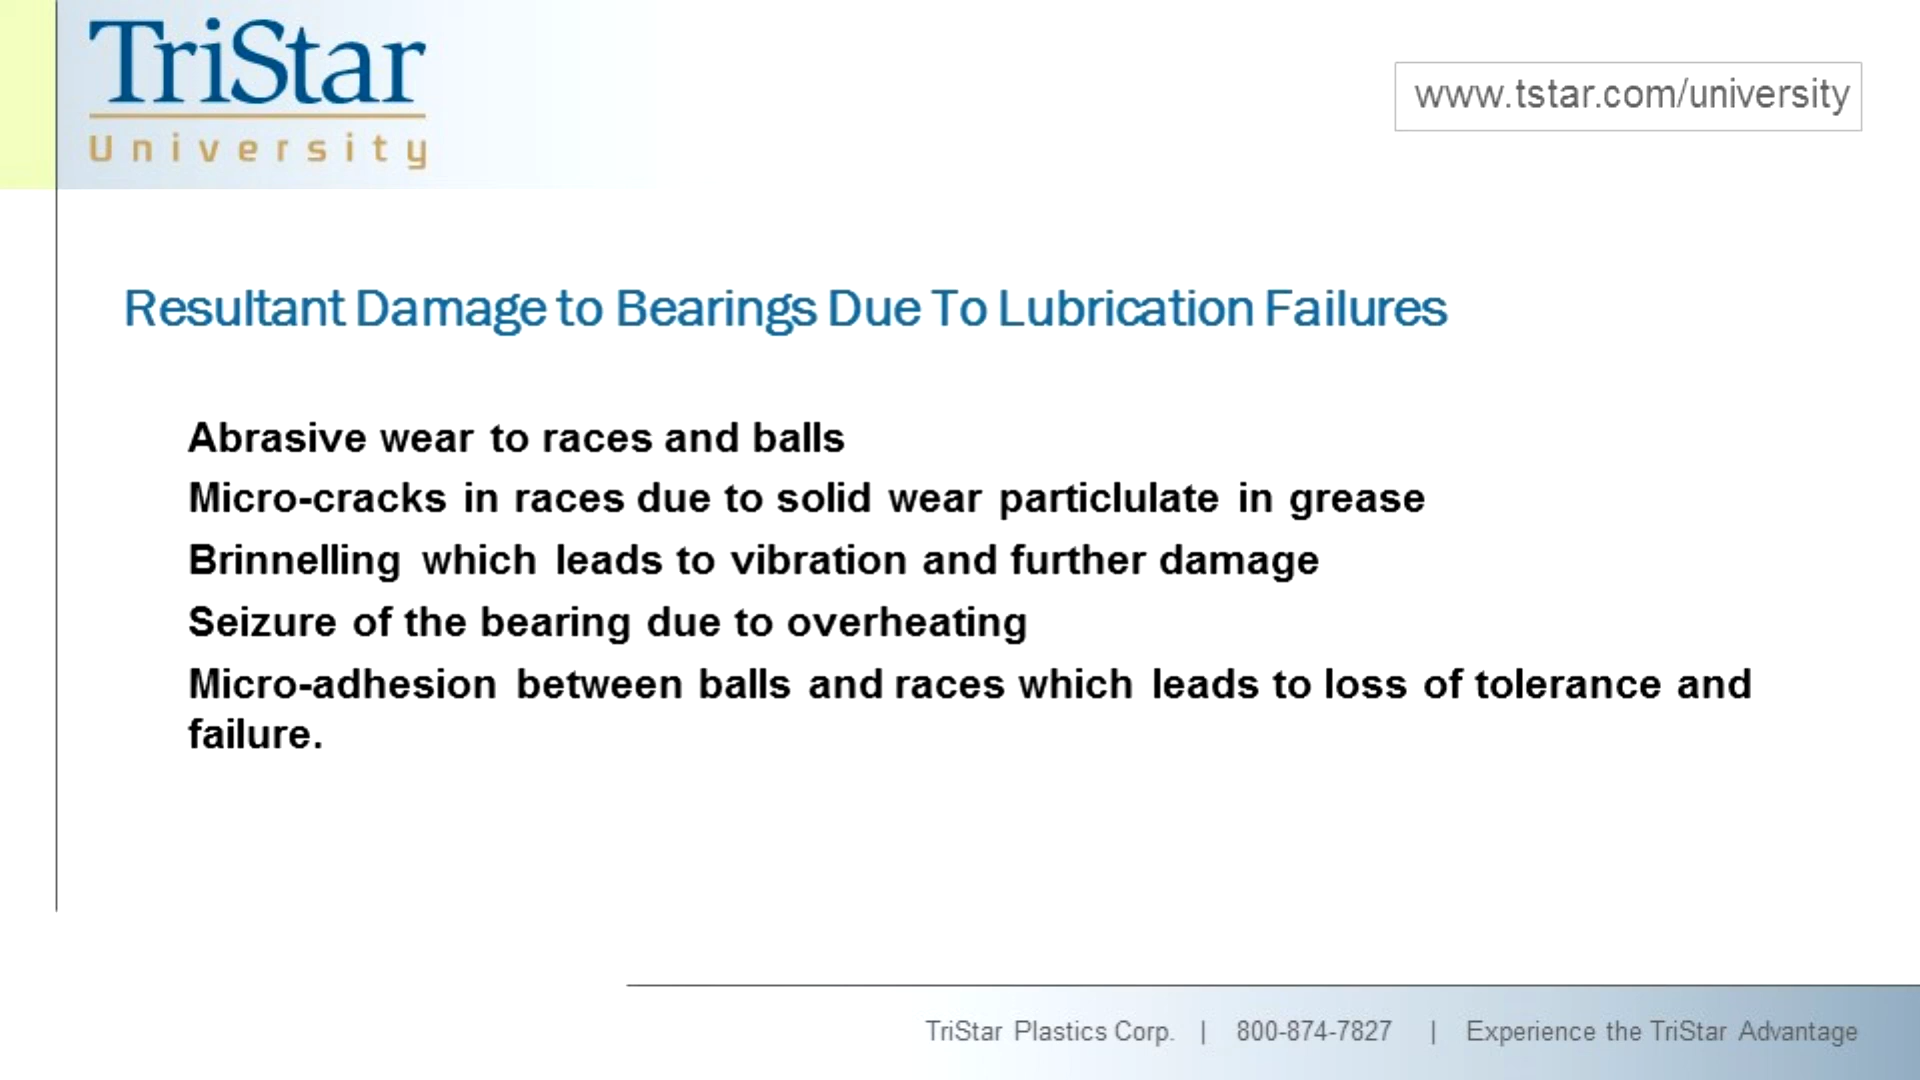 TriStar
University
www.tstar.com/university
Resultant Damage to Bearings Due To Lubrication Failures
Abrasive wear to races and balls
Micro-cracks in races due to solid wear particlulate in grease
Brinnelling which leads to vibration and further damage
Seizure of the bearing due to overheating
Micro-adhesion between balls and races which leads to loss of tolerance and
failure.
TriStar Plastics Corp. | 800-874-7827 | Experience the TriStar Advantage